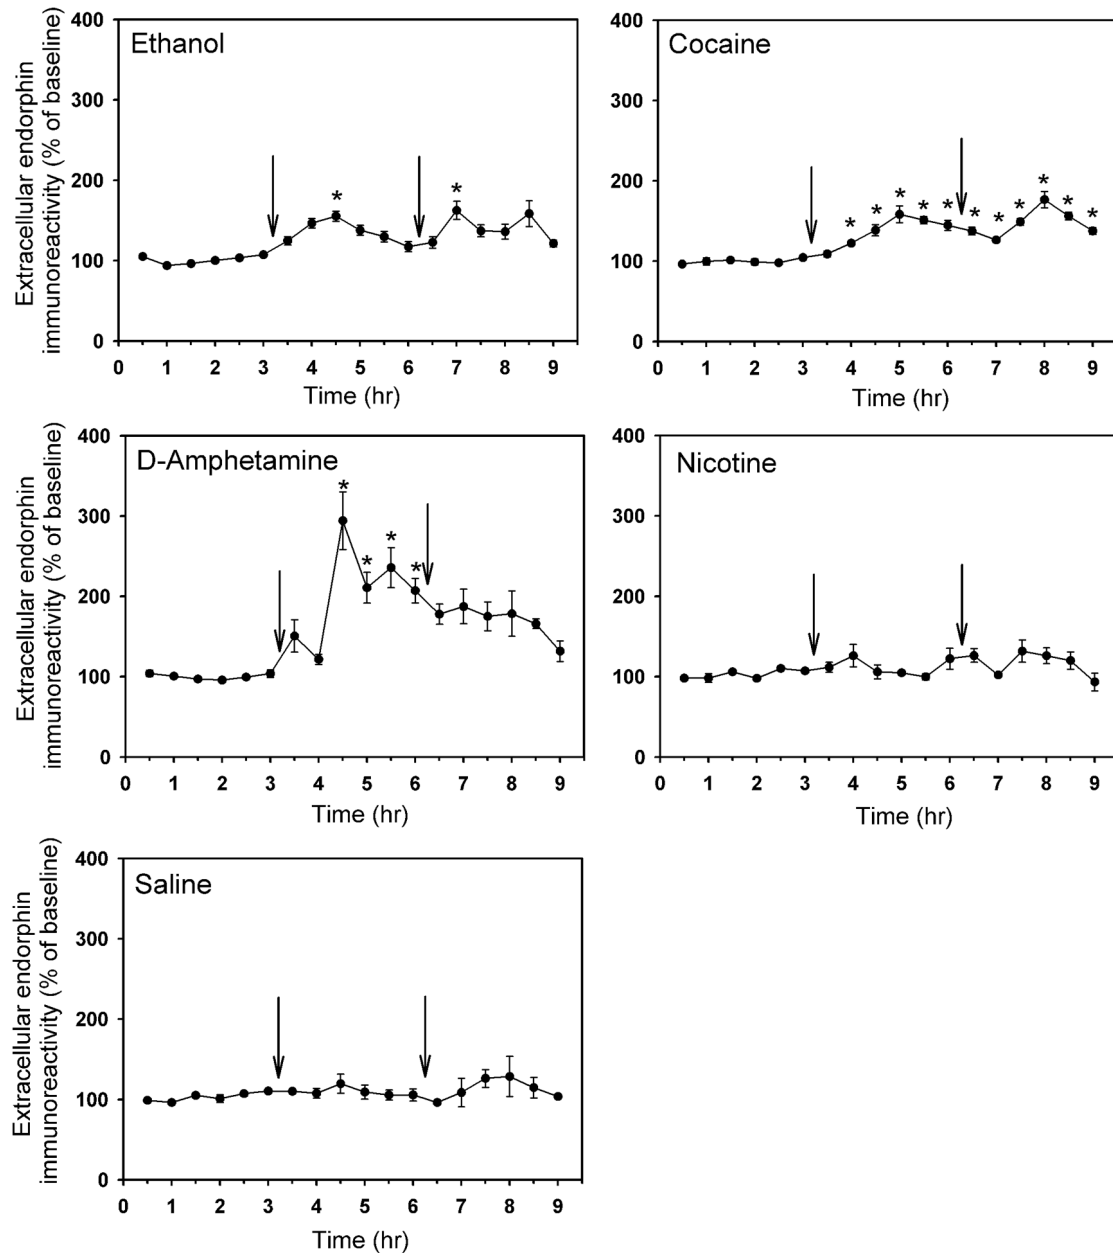 Extracellular endorphin
immunoreactivity (% of baseline)
400
300
200
100
0
Ethanol
*
*
0 1 2 3 4 5 6 7 8 9
Time (hr)
400
300
200
100
0
Cocaine
* * * * * * * * * * *
0 1 2 3 4 5 6 7 8 9
Time (hr)
Extracellular endorphin
immunoreactivity (% of baseline)
400
300
200
100
0
D-Amphetamine
* * * *
0 1 2 3 4 5 6 7 8 9
Time (hr)
400
300
200
100
0
Nicotine
0 1 2 3 4 5 6 7 8 9
Time (hr)
Extracellular endorphin
immunoreactivity (% of baseline)
400
300
200
100
0
Saline
0 1 2 3 4 5 6 7 8 9
Time (hr)